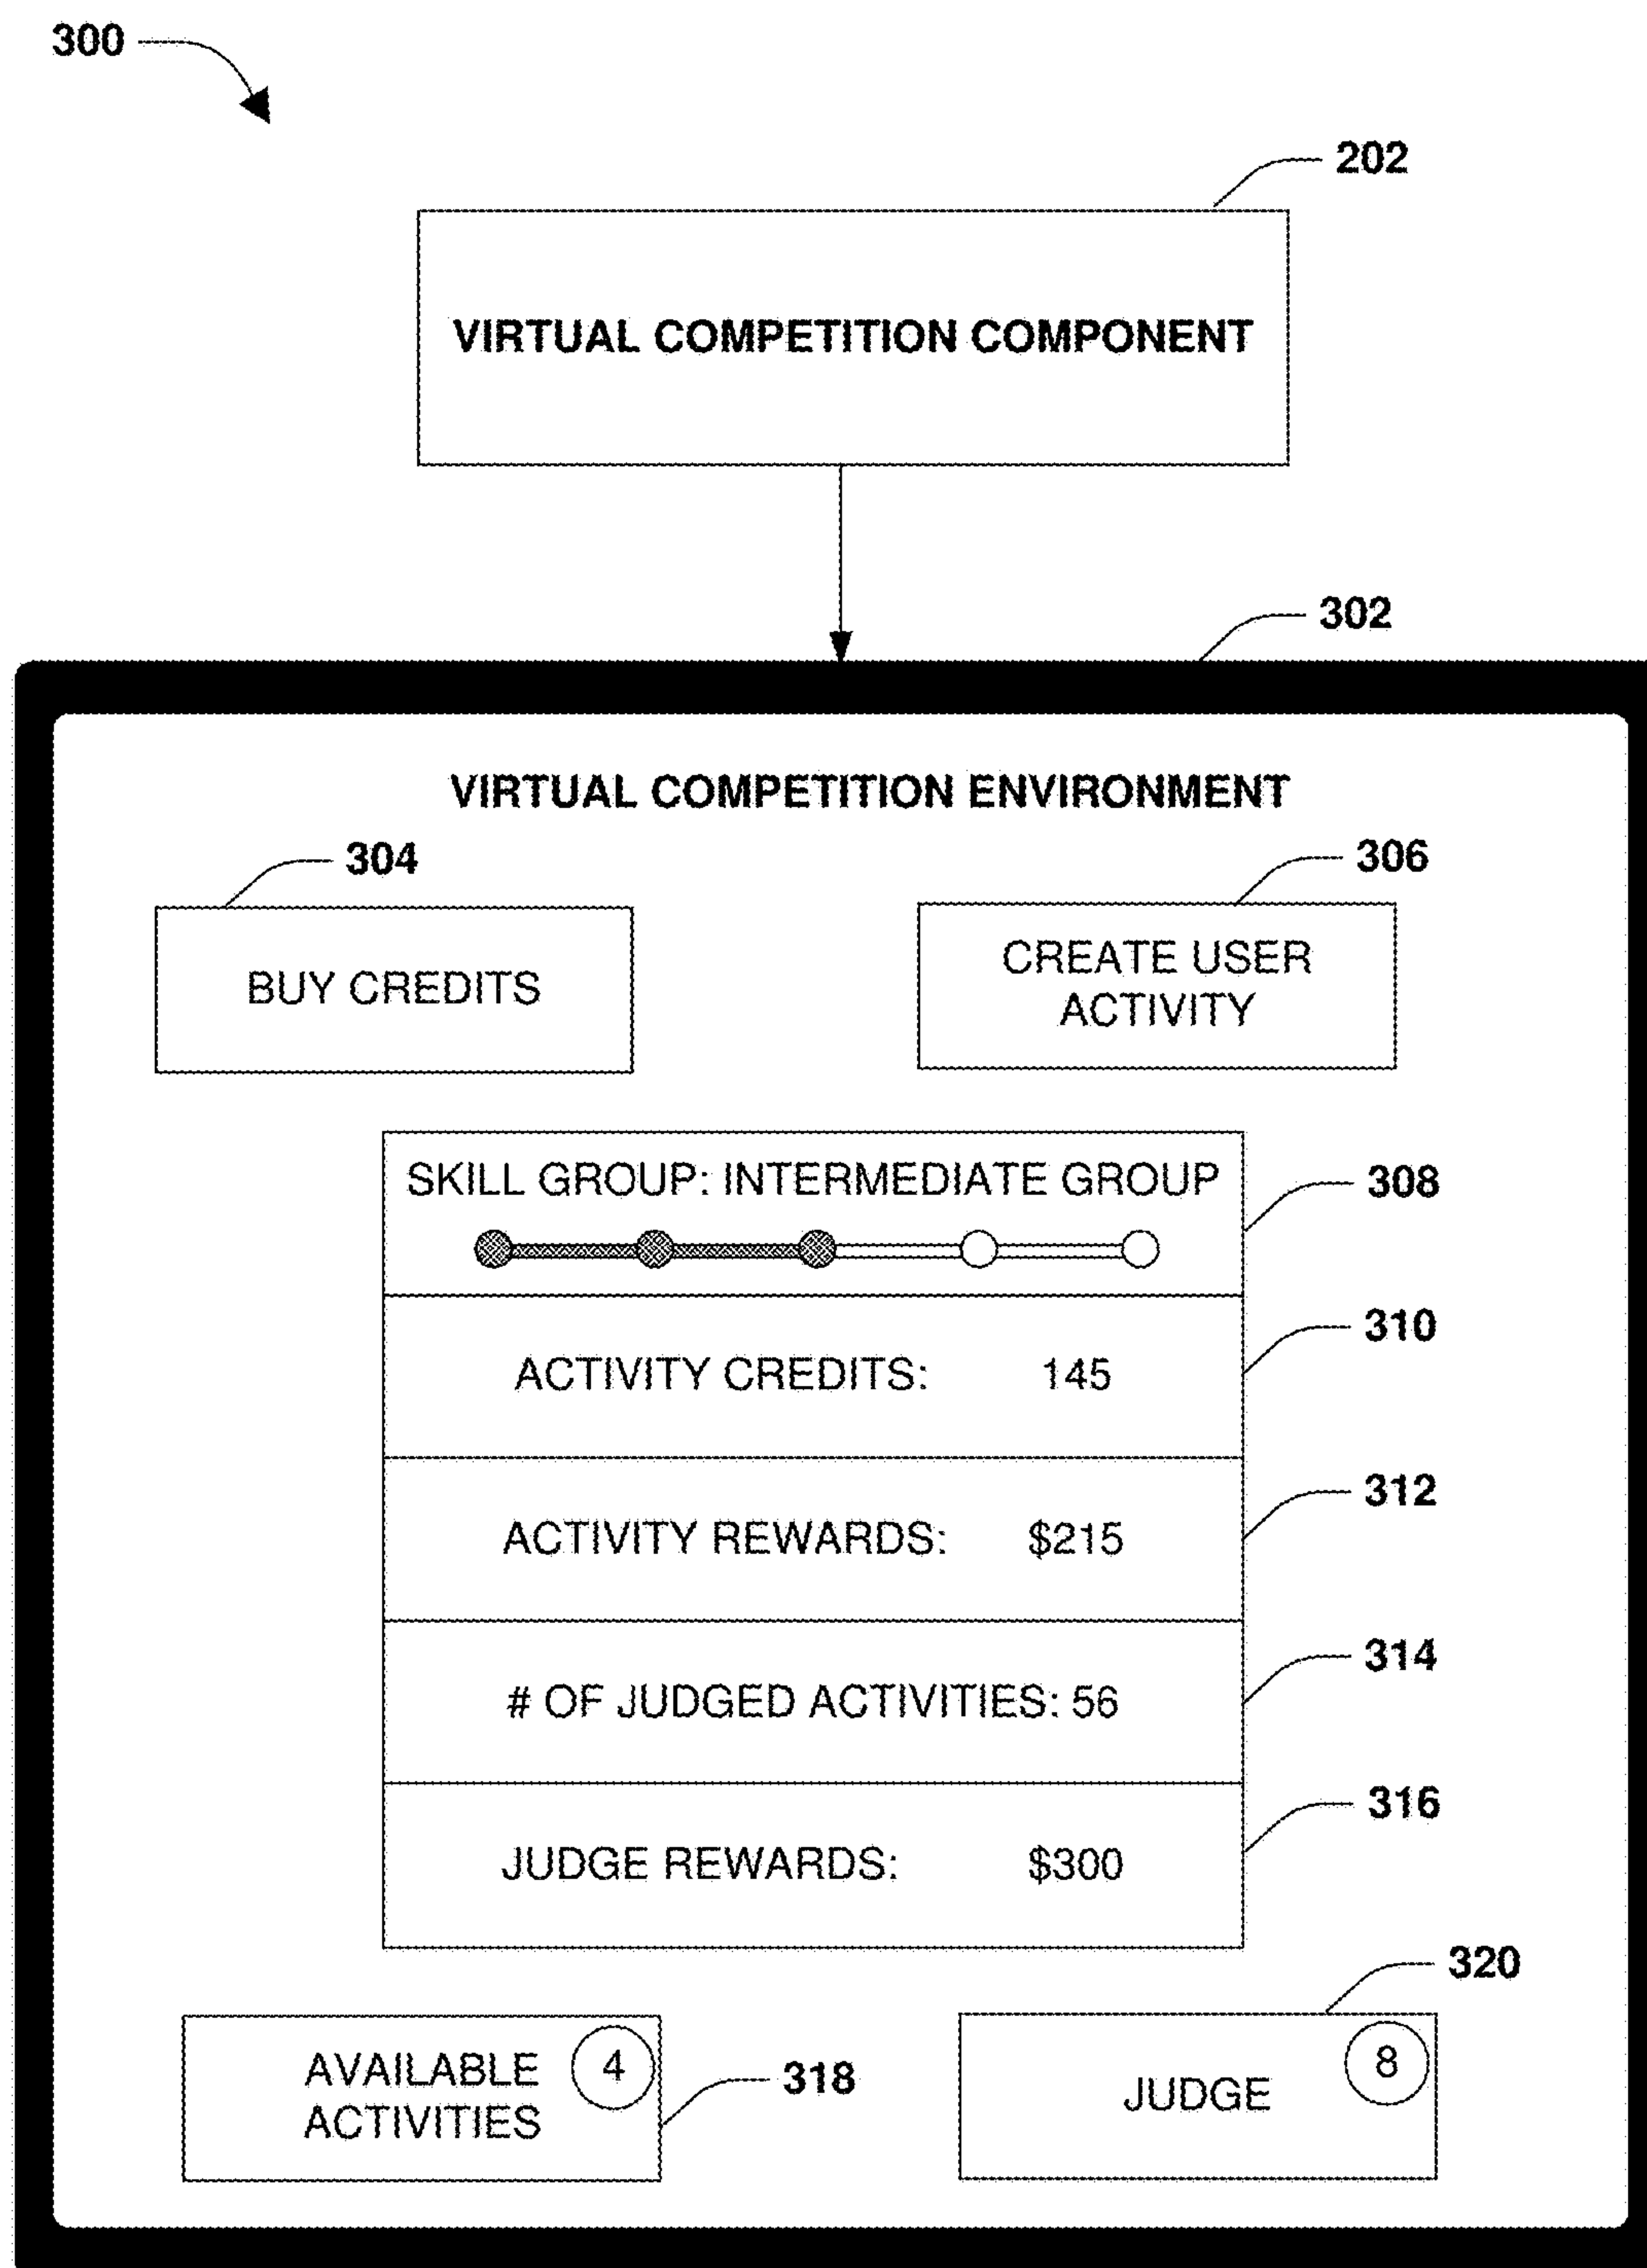 300
202
VIRTUAL COMPETITION COMPONENT
302
VIRTUAL COMPETITION ENVIRONMENT
304
306
BUY CREDITS
CREATE USER
ACTIVITY
SKILL GROUP: INTERMEDIATE GROUP
308
310
ACTIVITY CREDITS: 145
312
ACTIVITY REWARDS: $215
314
# OF JUDGED ACTIVITIES: 56
316
JUDGE REWARDS: $300
320
AVAILABLE
ACTIVITIES
4
318
JUDGE
8